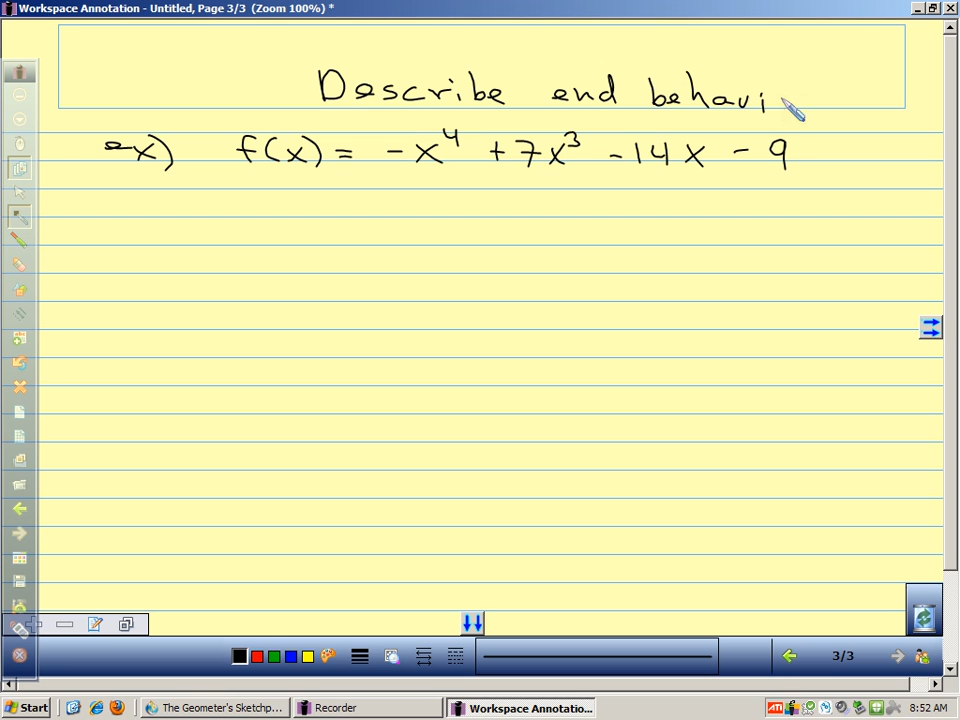 Workspace Annotation - Untitled, Page 3/3 (Zoom 100%) *
Describe end behavi
ex) f(x) = -x⁴ + 7x³ - 14x - 9
3/3
Start
The Geometer's Sketchp...
Recorder
Workspace Annotatio...
8:52 AM